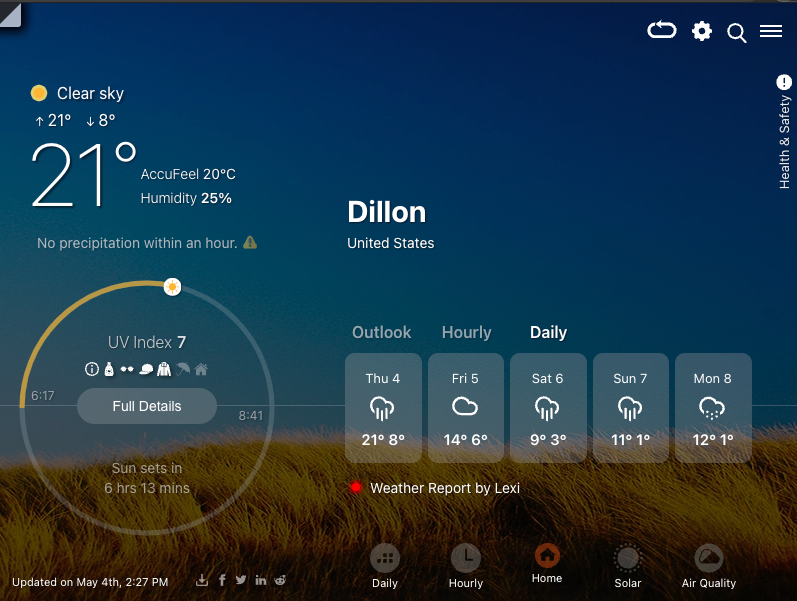 Clear sky
↑ 21° ↓ 8°
21°
AccuFeel 20°C
Humidity 25%
No precipitation within an hour.
Health & Safety
Dillon
United States
UV Index 7
6:17
Full Details
8:41
Sun sets in
6 hrs 13 mins
Outlook Hourly Daily
Thu 4 Fri 5 Sat 6 Sun 7 Mon 8
21° 8° 14° 6° 9° 3° 11° 1° 12° 1°
Weather Report by Lexi
Daily Hourly Home Solar Air Quality
Updated on May 4th, 2:27 PM